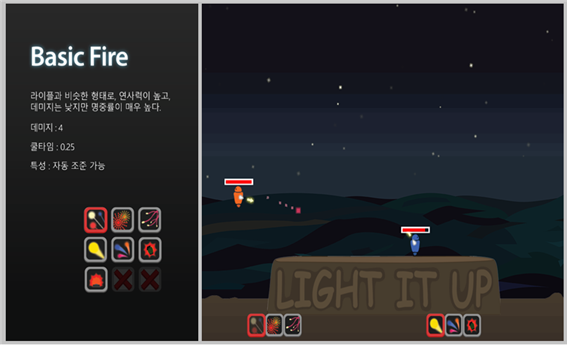 Basic Fire
라이플과 비슷한 형태로, 연사력이 높고,
데미지는 낮지만 명중률이 매우 높다.
데미지 : 4
쿨타임 : 0.25
특성 : 자동 조준 가능
LIGHT IT UP